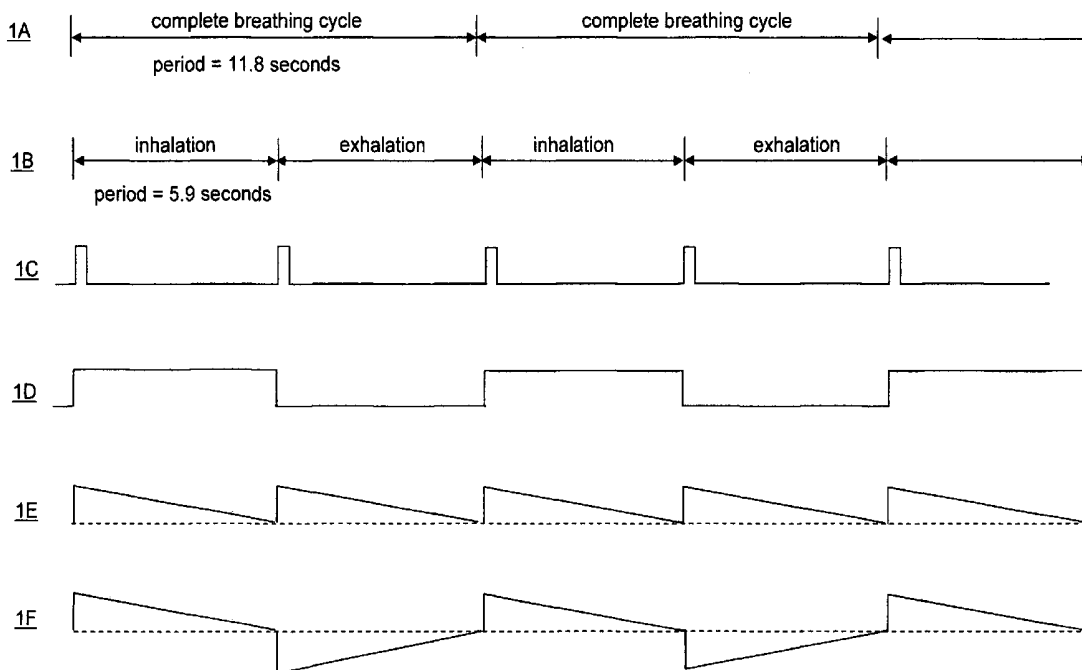 1A complete breathing cycle complete breathing cycle
period = 11.8 seconds
1B inhalation exhalation inhalation exhalation
period = 5.9 seconds
1C
1D
1E
1F